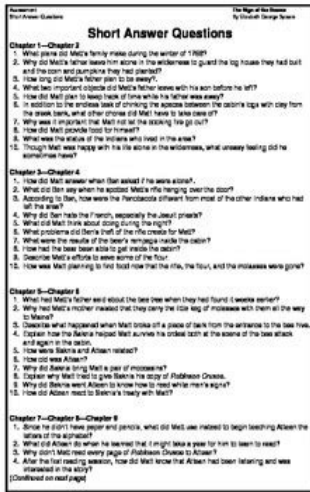 Assessment
The Sign of the Beaver
Short Answer Questions
By Elizabeth George Speare
Short Answer Questions
Chapter 1—Chapter 2
1. What plans did Matt's family make during the winter of 1768?
2. Why did Matt's father leave him alone in the wilderness to guard the log house they had built
and the corn and pumpkins they had planted?
3. How long did Matt's father plan to be away?
4. What two important objects did Matt's father leave with his son before he left?
5. How did Matt plan to keep track of time while his father was away?
6. In addition to the endless task of chinking the spaces between the cabin's logs with clay from
the creek bank, what other chores did Matt have to take care of?
7. Why was it important that Matt not let the cooking fire go out?
8. How did Matt provide food for himself?
9. What was the status of the Indians who lived in the area?
10. Though Matt was happy with his life alone in the wilderness, what uneasy feeling did he
sometimes have?
Chapter 3—Chapter 4
1. How did Matt answer when Ben asked if he were alone?
2. What did Ben say when he spotted Matt's rifle hanging over the door?
3. According to Ben, how were the Penobscots different from most of the other Indians who had
left the area?
4. Why did Ben hate the French, especially the Jesuit priests?
5. What did Matt think about doing during the night?
6. What problems did Ben's theft of the rifle create for Matt?
7. What were the results of the bear's rampage inside the cabin?
8. How had the bear been able to get inside the cabin?
9. Describe Matt's efforts to save some of the flour.
10. How was Matt planning to find food now that the rifle, the flour, and the molasses were gone?
Chapter 5—Chapter 6
1. What had Matt's father said about the bee tree when they had found it weeks earlier?
2. Why had Matt's mother insisted that they carry the little keg of molasses with them all the way
to Maine?
3. Describe what happened when Matt broke off a piece of bark from the entrance to the bee hive.
4. Explain how the Saknis helped Matt survive his ordeal both at the scene of the bee attack
and again in the cabin.
5. How were Saknis and Attean related?
6. How old was Attean?
7. Why did Saknis bring Matt a pair of moccasins?
8. Explain why Matt tried to give Saknis his copy of Robinson Crusoe.
9. Why did Saknis want Attean to know how to read white man's signs?
10. How did Attean react to Saknis's treaty with Matt?
Chapter 7—Chapter 8—Chapter 9
1. Since he didn't have paper and pencils, what did Matt use instead to begin teaching Attean the
letters of the alphabet?
2. What did Attean do when he learned that it might take a year for him to learn to read?
3. Why didn't Matt read every page of Robinson Crusoe to Attean?
4. After the first reading session, how did Matt know that Attean had been listening and was
interested in the story?
(Continued on next page)